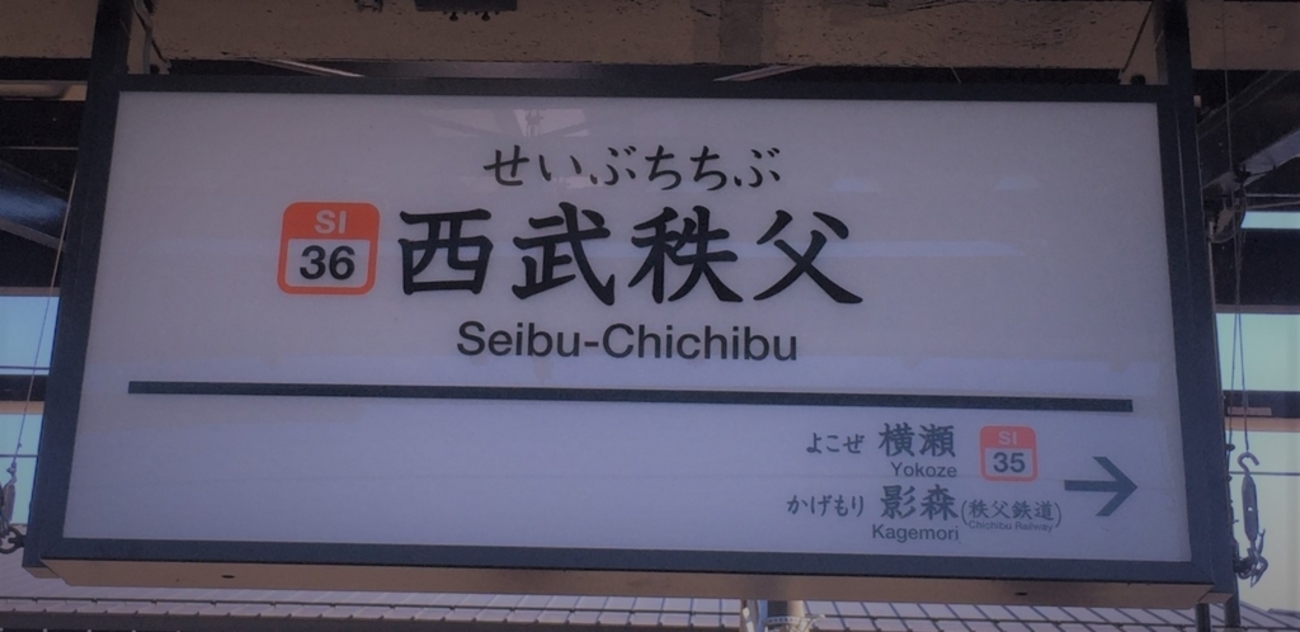 せいぶちちぶ
SI
36
西武秩父
Seibu-Chichibu
よこぜ 横瀬
Yokoze
SI
35
かげもり 影森(秩父鉄道)
Kagemori Chichibu Railway